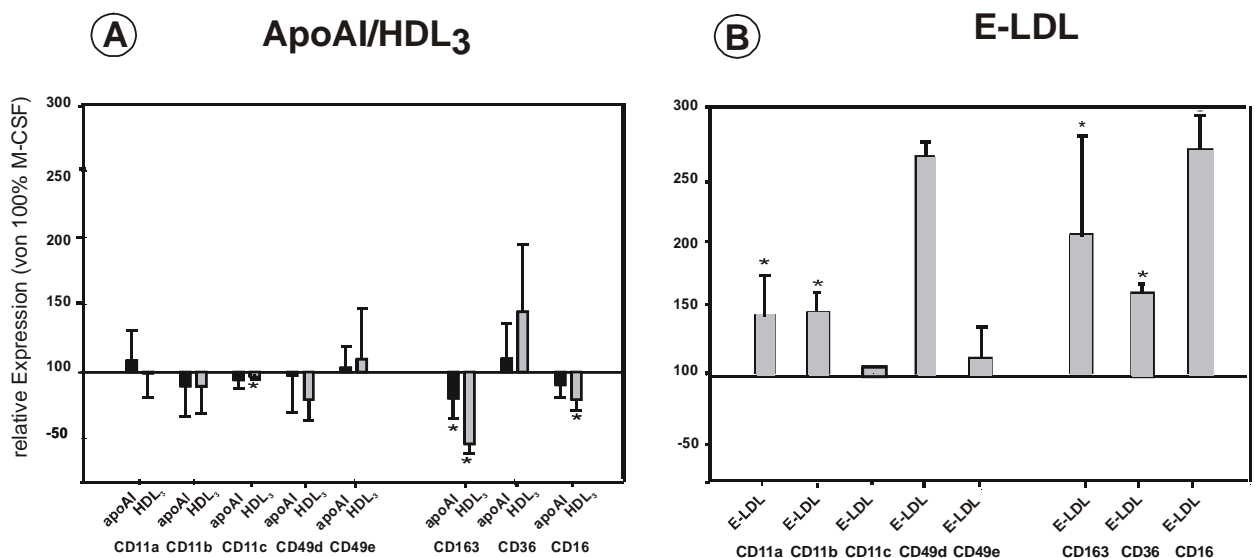 A
ApoAI/HDL3
B
E-LDL
relative Expression (von 100% M-CSF)
300
250
200
150
100
-50
apoAI HDL3 apoAI HDL3 apoAI HDL3 apoAI HDL3 apoAI HDL3 apoAI HDL3 apoAI HDL3 apoAI HDL3
CD11a CD11b CD11c CD49d CD49e CD163 CD36 CD16
* * * * *
300
250
200
150
100
-50
* * * * * *
E-LDL E-LDL E-LDL E-LDL E-LDL E-LDL E-LDL E-LDL
CD11a CD11b CD11c CD49d CD49e CD163 CD36 CD16